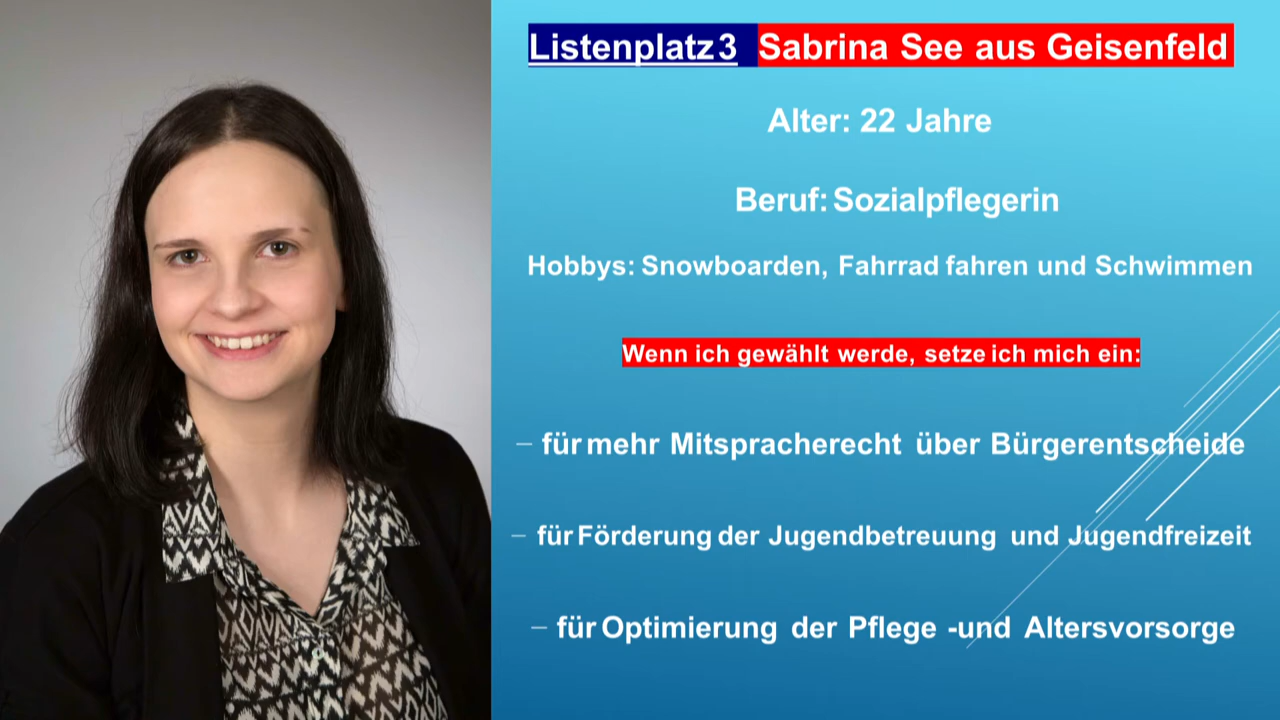 Listenplatz 3 Sabrina See aus Geisenfeld
Alter: 22 Jahre
Beruf: Sozialpflegerin
Hobbys: Snowboarden, Fahrrad fahren und Schwimmen
Wenn ich gewählt werde, setze ich mich ein:
– für mehr Mitspracherecht über Bürgerentscheide
– für Förderung der Jugendbetreuung und Jugendfreizeit
– für Optimierung der Pflege -und Altersvorsorge